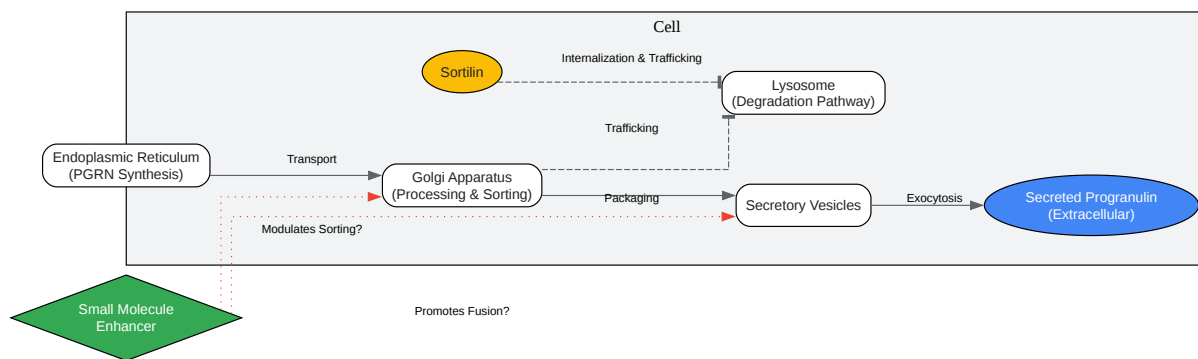 Cell
Internalization & Trafficking
Sortilin
Lysosome
(Degradation Pathway)
Trafficking
Endoplasmic Reticulum
(PGRN Synthesis)
Transport
Golgi Apparatus
(Processing & Sorting)
Packaging
Secretory Vesicles
Exocytosis
Secreted Progranulin
(Extracellular)
Modulates Sorting?
Small Molecule
Enhancer
Promotes Fusion?